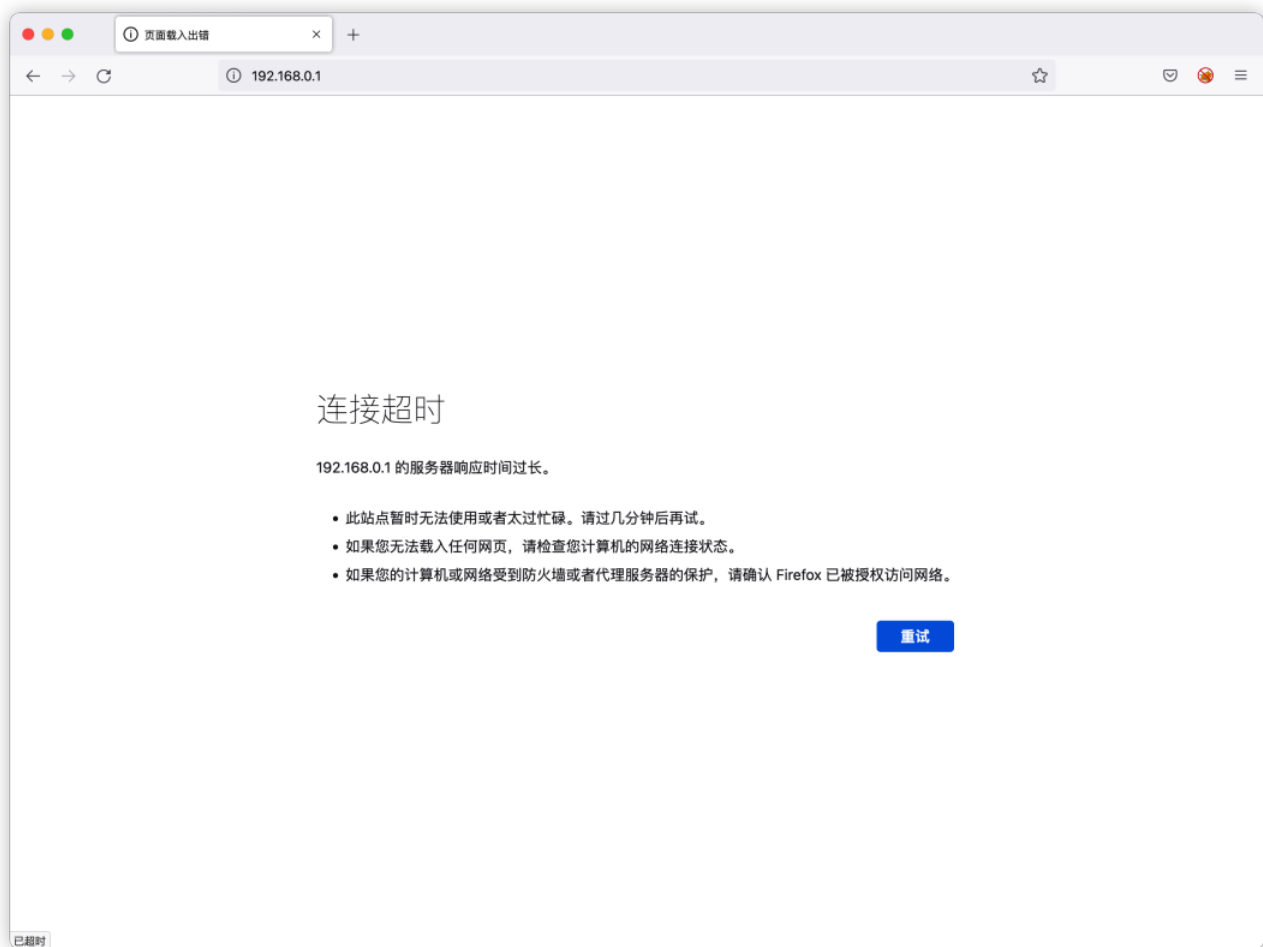 页面载入出错
192.168.0.1
连接超时
192.168.0.1 的服务器响应时间过长。
此站点暂时无法使用或者太过忙碌。请过几分钟后再试。
如果您无法载入任何网页，请检查您计算机的网络连接状态。
如果您的计算机或网络受到防火墙或者代理服务器的保护，请确认 Firefox 已被授权访问网络。
重试
已超时